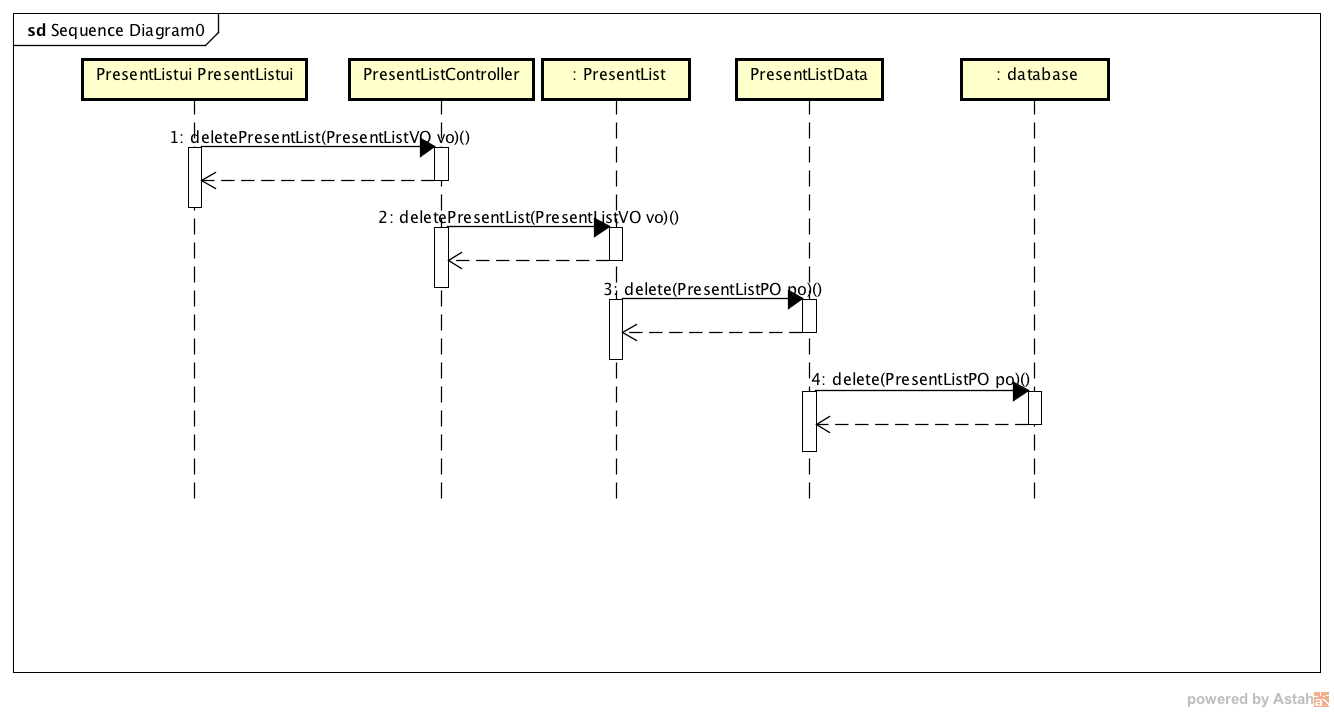 sd Sequence Diagram0
PresentListui PresentListui
PresentListController
: PresentList
PresentListData
: database
1: deletePresentList(PresentListVO vo)()
2: deletePresentList(PresentListVO vo)()
3: delete(PresentListPO po)()
4: delete(PresentListPO po)()
powered by Astah